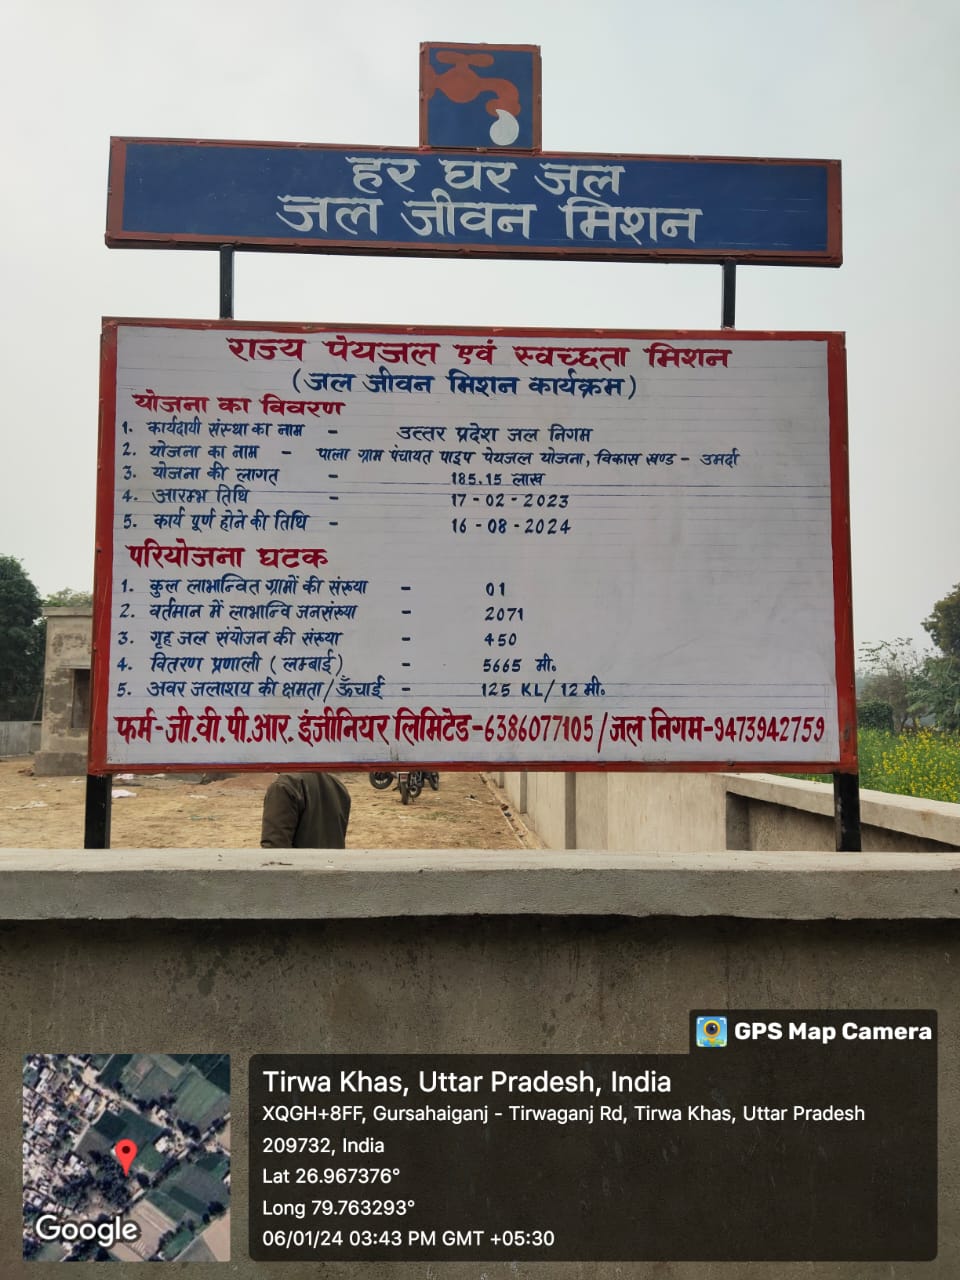 हर घर जल
जल जीवन मिशन
राज्य पेयजल एवं स्वच्छता मिशन
(जल जीवन मिशन कार्यक्रम)
योजना का विवरण
1. कार्यदायी संस्था का नाम - उत्तर प्रदेश जल निगम
2. योजना का नाम - पाला ग्राम पंचायत पाइप पेयजल योजना, विकास खण्ड - उमर्दा
3. योजना की लागत - 185.15 लाख
4. आरम्भ तिथि - 17-02-2023
5. कार्य पूर्ण होने की तिथि - 16-08-2024
परियोजना घटक
1. कुल लाभान्वित ग्रामों की संख्या - 01
2. वर्तमान में लाभान्वि जनसंख्या - 2071
3. गृह जल संयोजन की संख्या - 450
4. वितरण प्रणाली (लम्बाई) - 5665 मी.
5. अवर जलाशय की क्षमता/ऊँचाई - 125 KL/12 मी.
फर्म-जी.वी.पी.आर. इंजीनियर लिमिटेड-6386077105/जल निगम-9473942759
GPS Map Camera
Tirwa Khas, Uttar Pradesh, India
XQGH+8FF, Gursahaiganj - Tirwaganj Rd, Tirwa Khas, Uttar Pradesh
209732, India
Lat 26.967376°
Long 79.763293°
06/01/24 03:43 PM GMT +05:30
Google